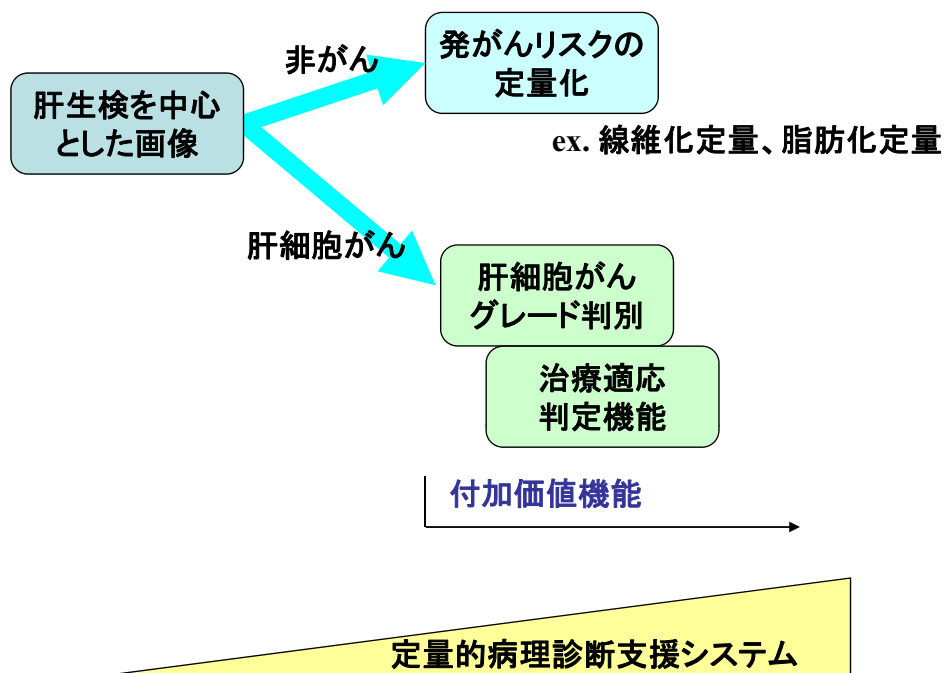 非がん
発がんリスクの
定量化
肝生検を中心
とした画像
ex. 線維化定量、脂肪化定量
肝細胞がん
肝細胞がん
グレード判別
治療適応
判定機能
付加価値機能
定量的病理診断支援システム